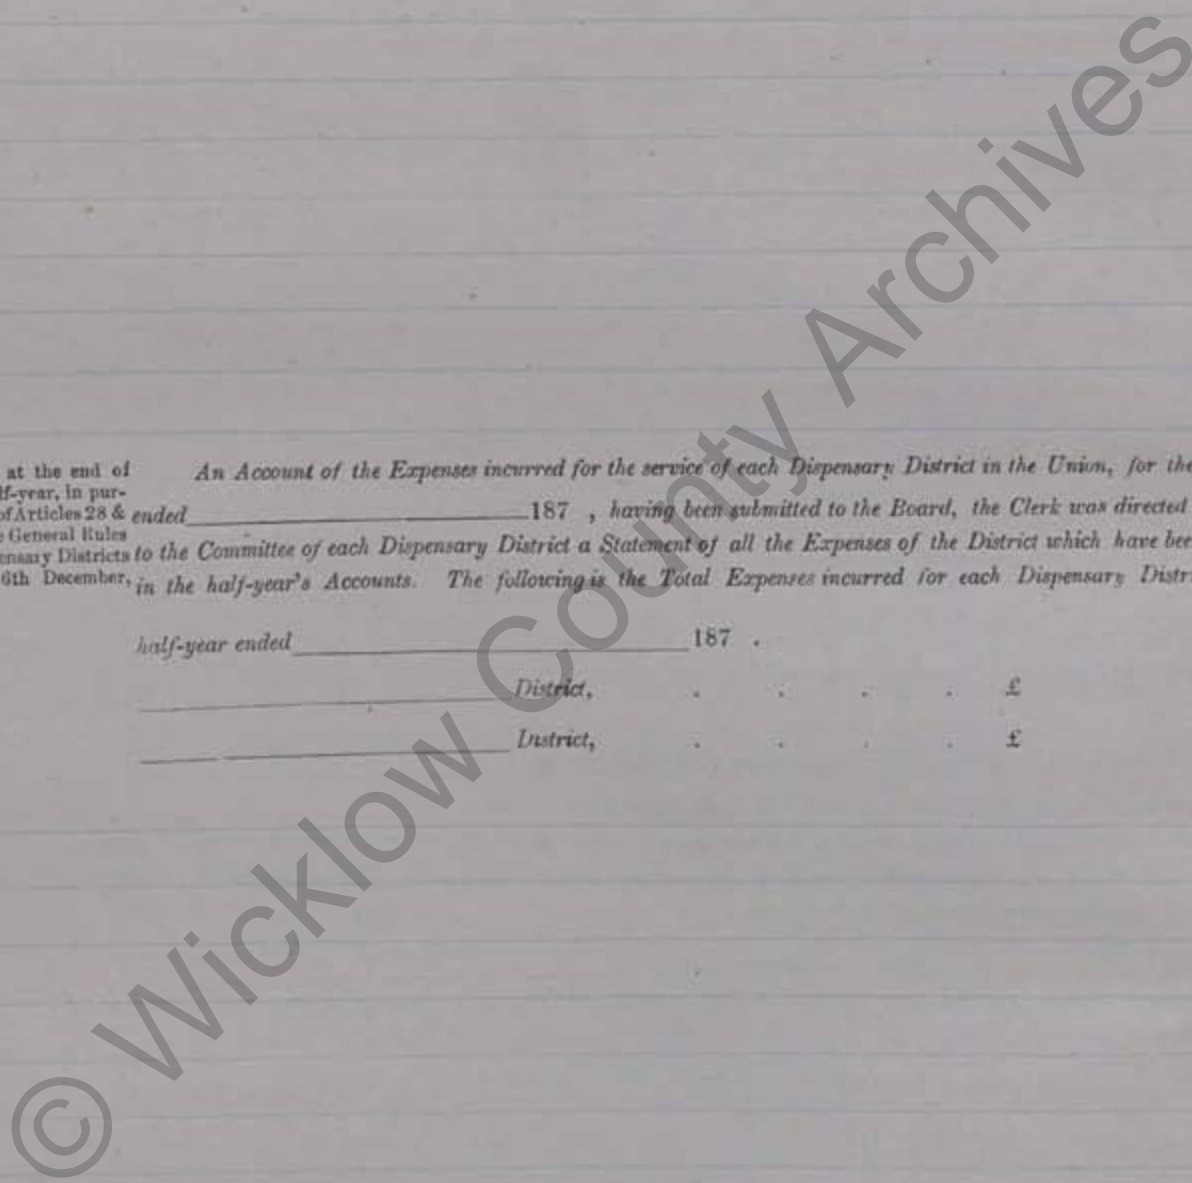 at the end of
lf-year, in pur-
of Articles 28 &
General Rules
ensary Districts
6th December,
An Account of the Expenses incurred for the service of each Dispensary District in the Union, for the
ended 187 , having been submitted to the Board, the Clerk was directed
to the Committee of each Dispensary District a Statement of all the Expenses of the District which have bee
in the half-year's Accounts. The following is the Total Expenses incurred for each Dispensary Distri
half-year ended 187 .
District, . . . . £
District, . . . . £
© Wicklow County Archives